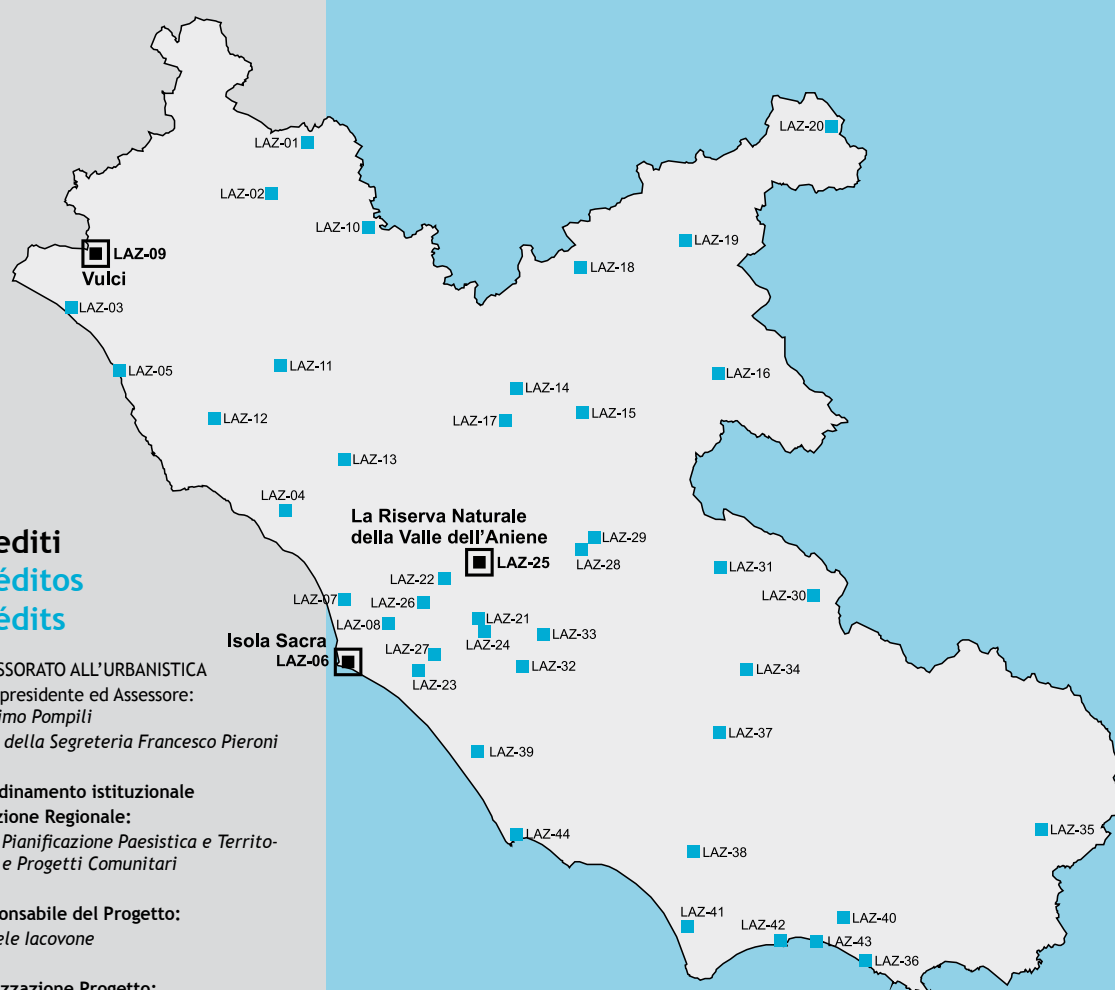 LAZ-20
LAZ-01
LAZ-02
LAZ-10
LAZ-19
LAZ-09
Vulci
LAZ-18
LAZ-03
LAZ-11
LAZ-05
LAZ-16
LAZ-14
LAZ-15
LAZ-12
LAZ-17
LAZ-13
LAZ-04
La Riserva Naturale
della Valle dell'Aniene
LAZ-25
LAZ-29
LAZ-28
LAZ-31
LAZ-22
LAZ-30
LAZ-07
LAZ-26
LAZ-08
LAZ-21
LAZ-24
LAZ-33
Isola Sacra
LAZ-06
LAZ-27
LAZ-23
LAZ-32
LAZ-34
LAZ-37
LAZ-39
LAZ-44
LAZ-35
LAZ-38
LAZ-41
LAZ-42
LAZ-40
LAZ-43
LAZ-36
editi
éditos
édits
SSORATO ALL'URBANISTICA
presidente ed Assessore:
imo Pompili
della Segreteria Francesco Pieroni
dinamento istituzionale
zione Regionale:
Pianificazione Paesistica e Territo-
e Progetti Comunitari
onsabile del Progetto:
ele Iacovone
izzazione Progetto: